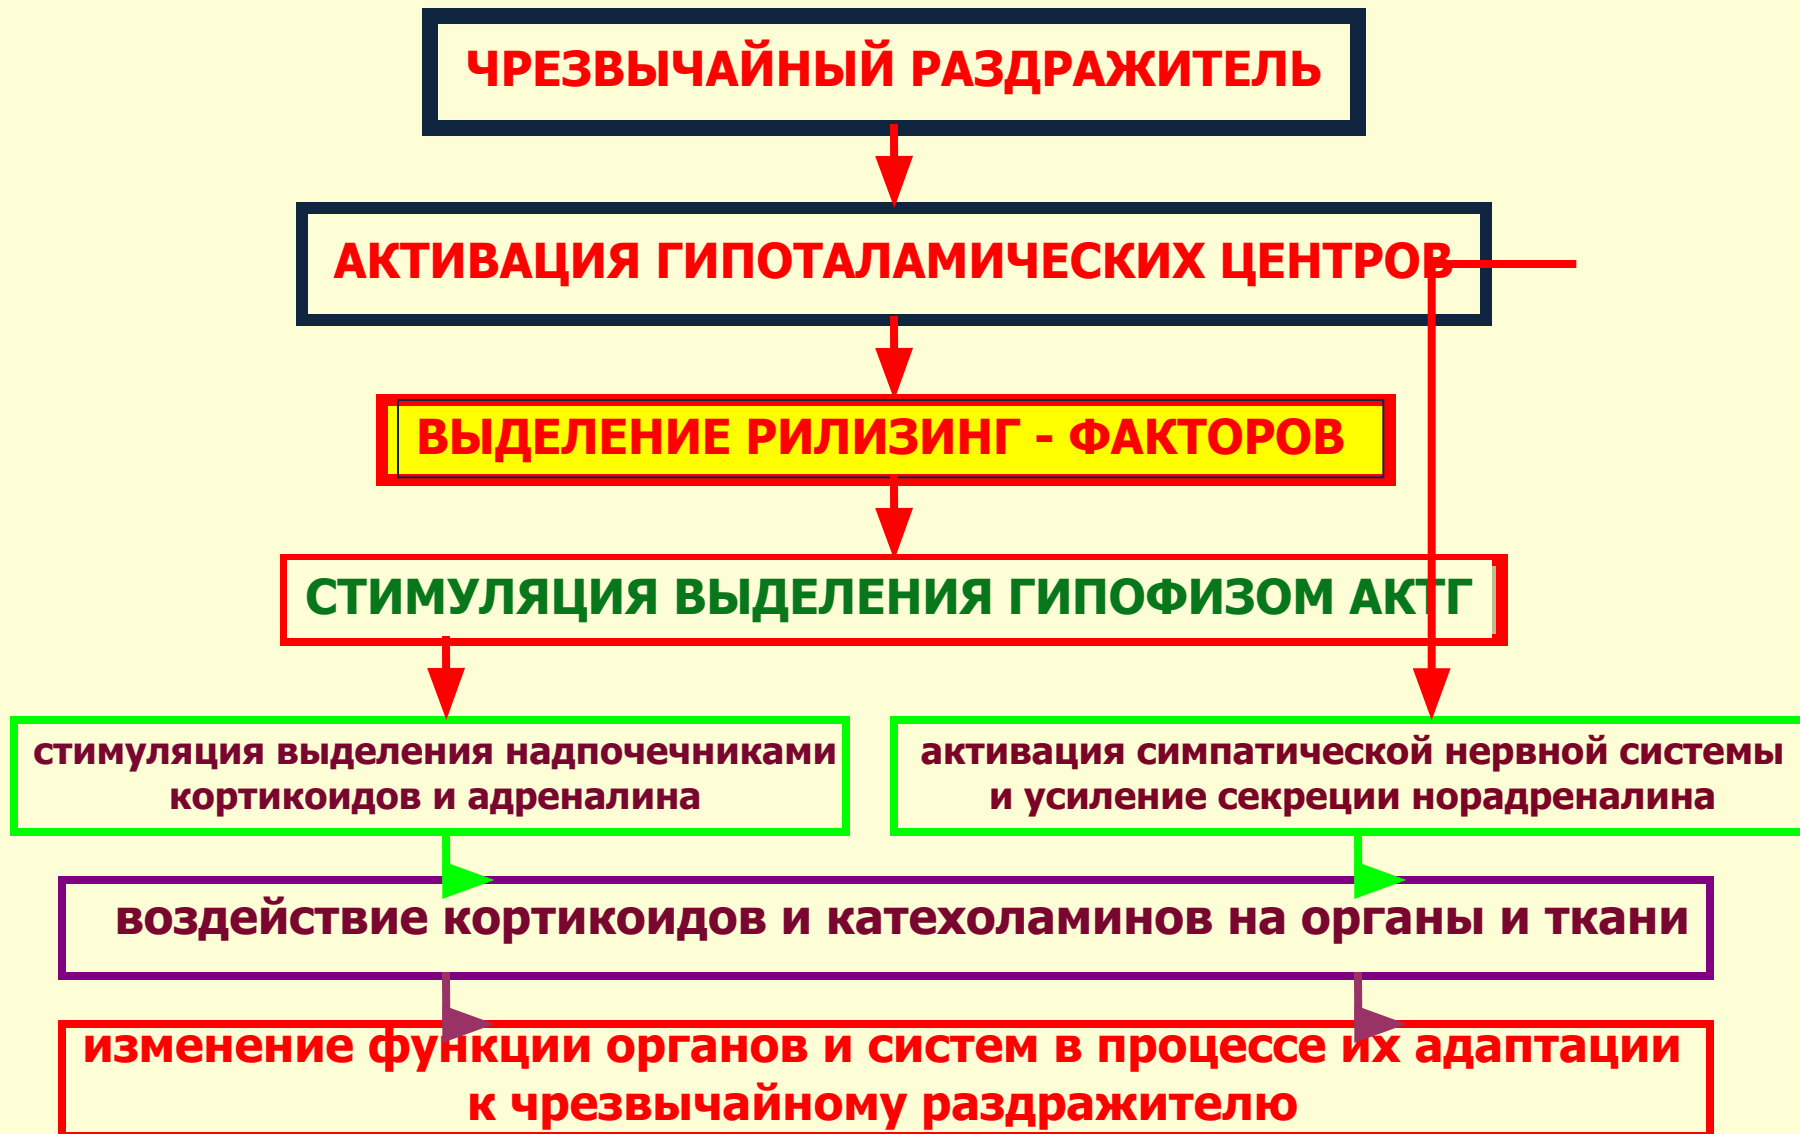 ЧРЕЗВЫЧАЙНЫЙ РАЗДРАЖИТЕЛЬ
АКТИВАЦИЯ ГИПОТАЛАМИЧЕСКИХ ЦЕНТРОВ
ВЫДЕЛЕНИЕ РИЛИЗИНГ - ФАКТОРОВ
СТИМУЛЯЦИЯ ВЫДЕЛЕНИЯ ГИПОФИЗОМ АКТГ
стимуляция выделения надпочечниками
кортикоидов и адреналина
активация симпатической нервной системы
и усиление секреции норадреналина
воздействие кортикоидов и катехоламинов на органы и ткани
изменение функции органов и систем в процессе их адаптации
к чрезвычайному раздражителю